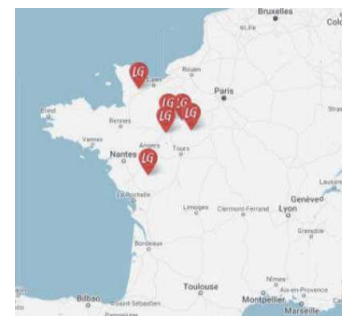 Bruxelles
Rouen
Paris
LG
LG
LG
LG
LG
LG
Brest
Rennes
Vannes
Angers
Tours
Nantes
La Rochelle
Limoges
Clermont-Ferrand
Lyon
Genève
Grenoble
Bordeaux
Toulouse
Nîmes
Montpellier
Aix-en-Provence
Marseille
Bilbao